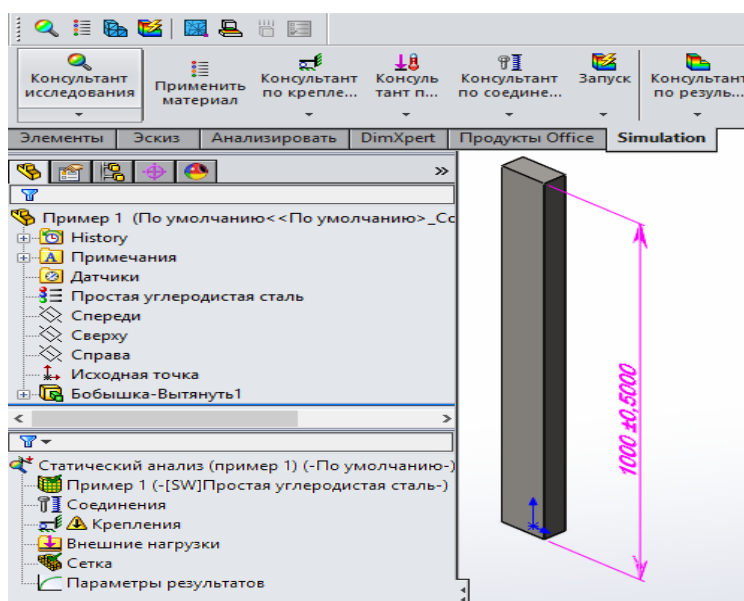 Консультант исследования
Применить материал
Консультант по крепле...
Консуль тант п...
Консультант по соедине...
Запуск
Консультант по резуль...
Элементы Эскиз Анализировать DimXpert Продукты Office Simulation
Пример 1 (По умолчанию<<По умолчанию>_Сс
History
Примечания
Датчики
Простая углеродистая сталь
Спереди
Сверху
Справа
Исходная точка
Бобышка-Вытянуть1
Статический анализ (пример 1) (-По умолчанию-)
Пример 1 (-[SW]Простая углеродистая сталь-)
Соединения
Крепления
Внешние нагрузки
Сетка
Параметры результатов
1000 ±0,5000